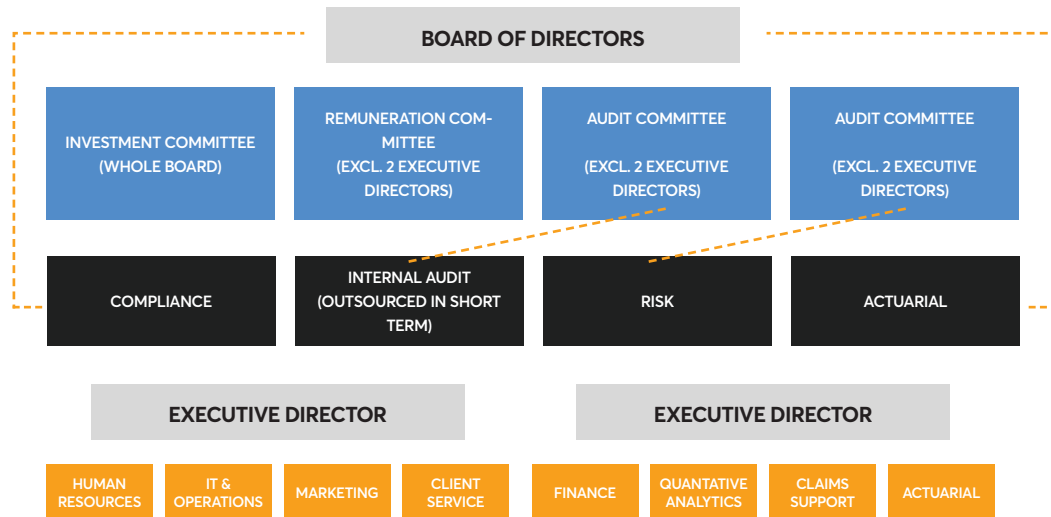 BOARD OF DIRECTORS
INVESTMENT COMMITTEE
(WHOLE BOARD)
REMUNERATION COM-
MITTEE
(EXCL. 2 EXECUTIVE
DIRECTORS)
AUDIT COMMITTEE
(EXCL. 2 EXECUTIVE
DIRECTORS)
AUDIT COMMITTEE
(EXCL. 2 EXECUTIVE
DIRECTORS)
COMPLIANCE
INTERNAL AUDIT
(OUTSOURCED IN SHORT
TERM)
RISK
ACTUARIAL
EXECUTIVE DIRECTOR
EXECUTIVE DIRECTOR
HUMAN
RESOURCES
IT &
OPERATIONS
MARKETING
CLIENT
SERVICE
FINANCE
QUANTATIVE
ANALYTICS
CLAIMS
SUPPORT
ACTUARIAL